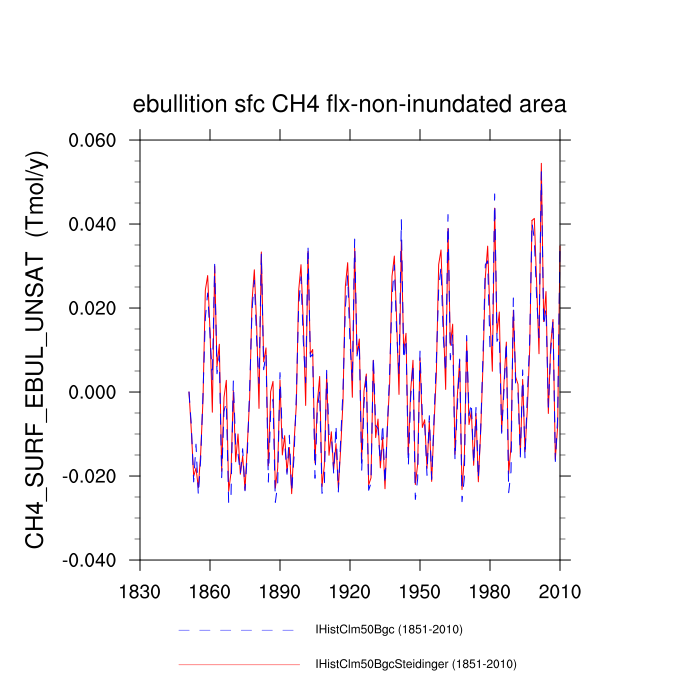 ebullition sfc CH4 flx-non-inundated area
CH4_SURF_EBUL_UNSAT (Tmol/y)
0.060
0.040
0.020
0.000
-0.020
-0.040
1830 1860 1890 1920 1950 1980 2010
IHistClm50Bgc (1851-2010)
IHistClm50BgcSteidinger (1851-2010)